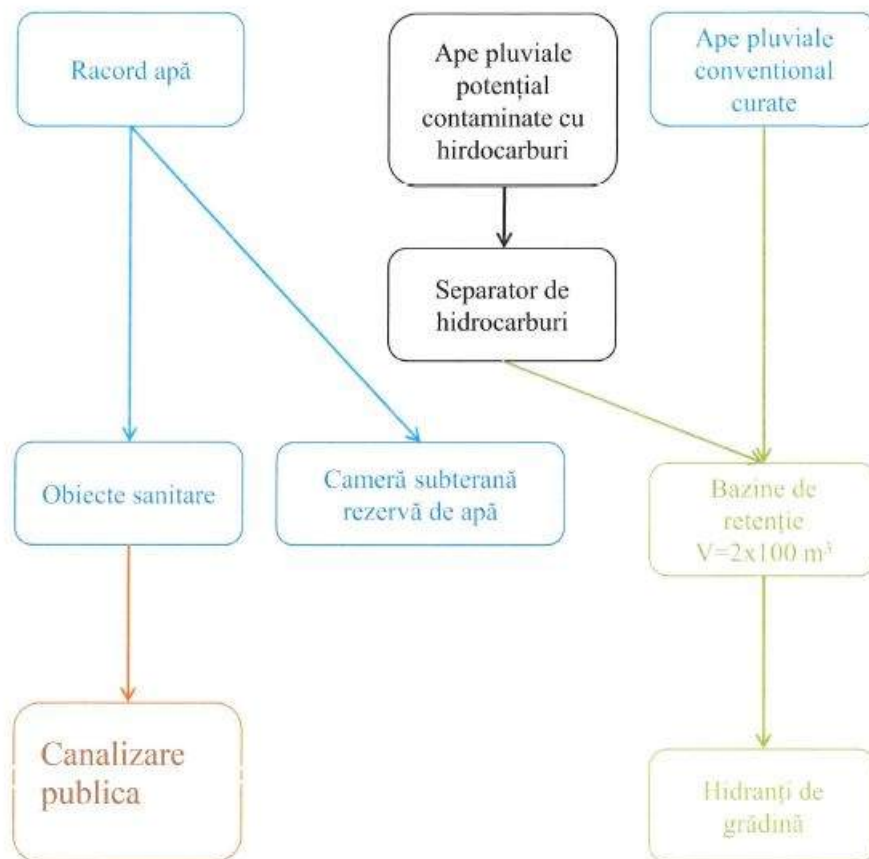 Racord apă
Ape pluviale
potențial
contaminate cu
hirdocarburi
Ape pluviale
conventional
curate
Separator de
hidrocarburi
Obiecte sanitare
Cameră subterană
rezervă de apă
Bazine de
retenție
V=2x100 m³
Canalizare
publica
Hidranți de
grădină